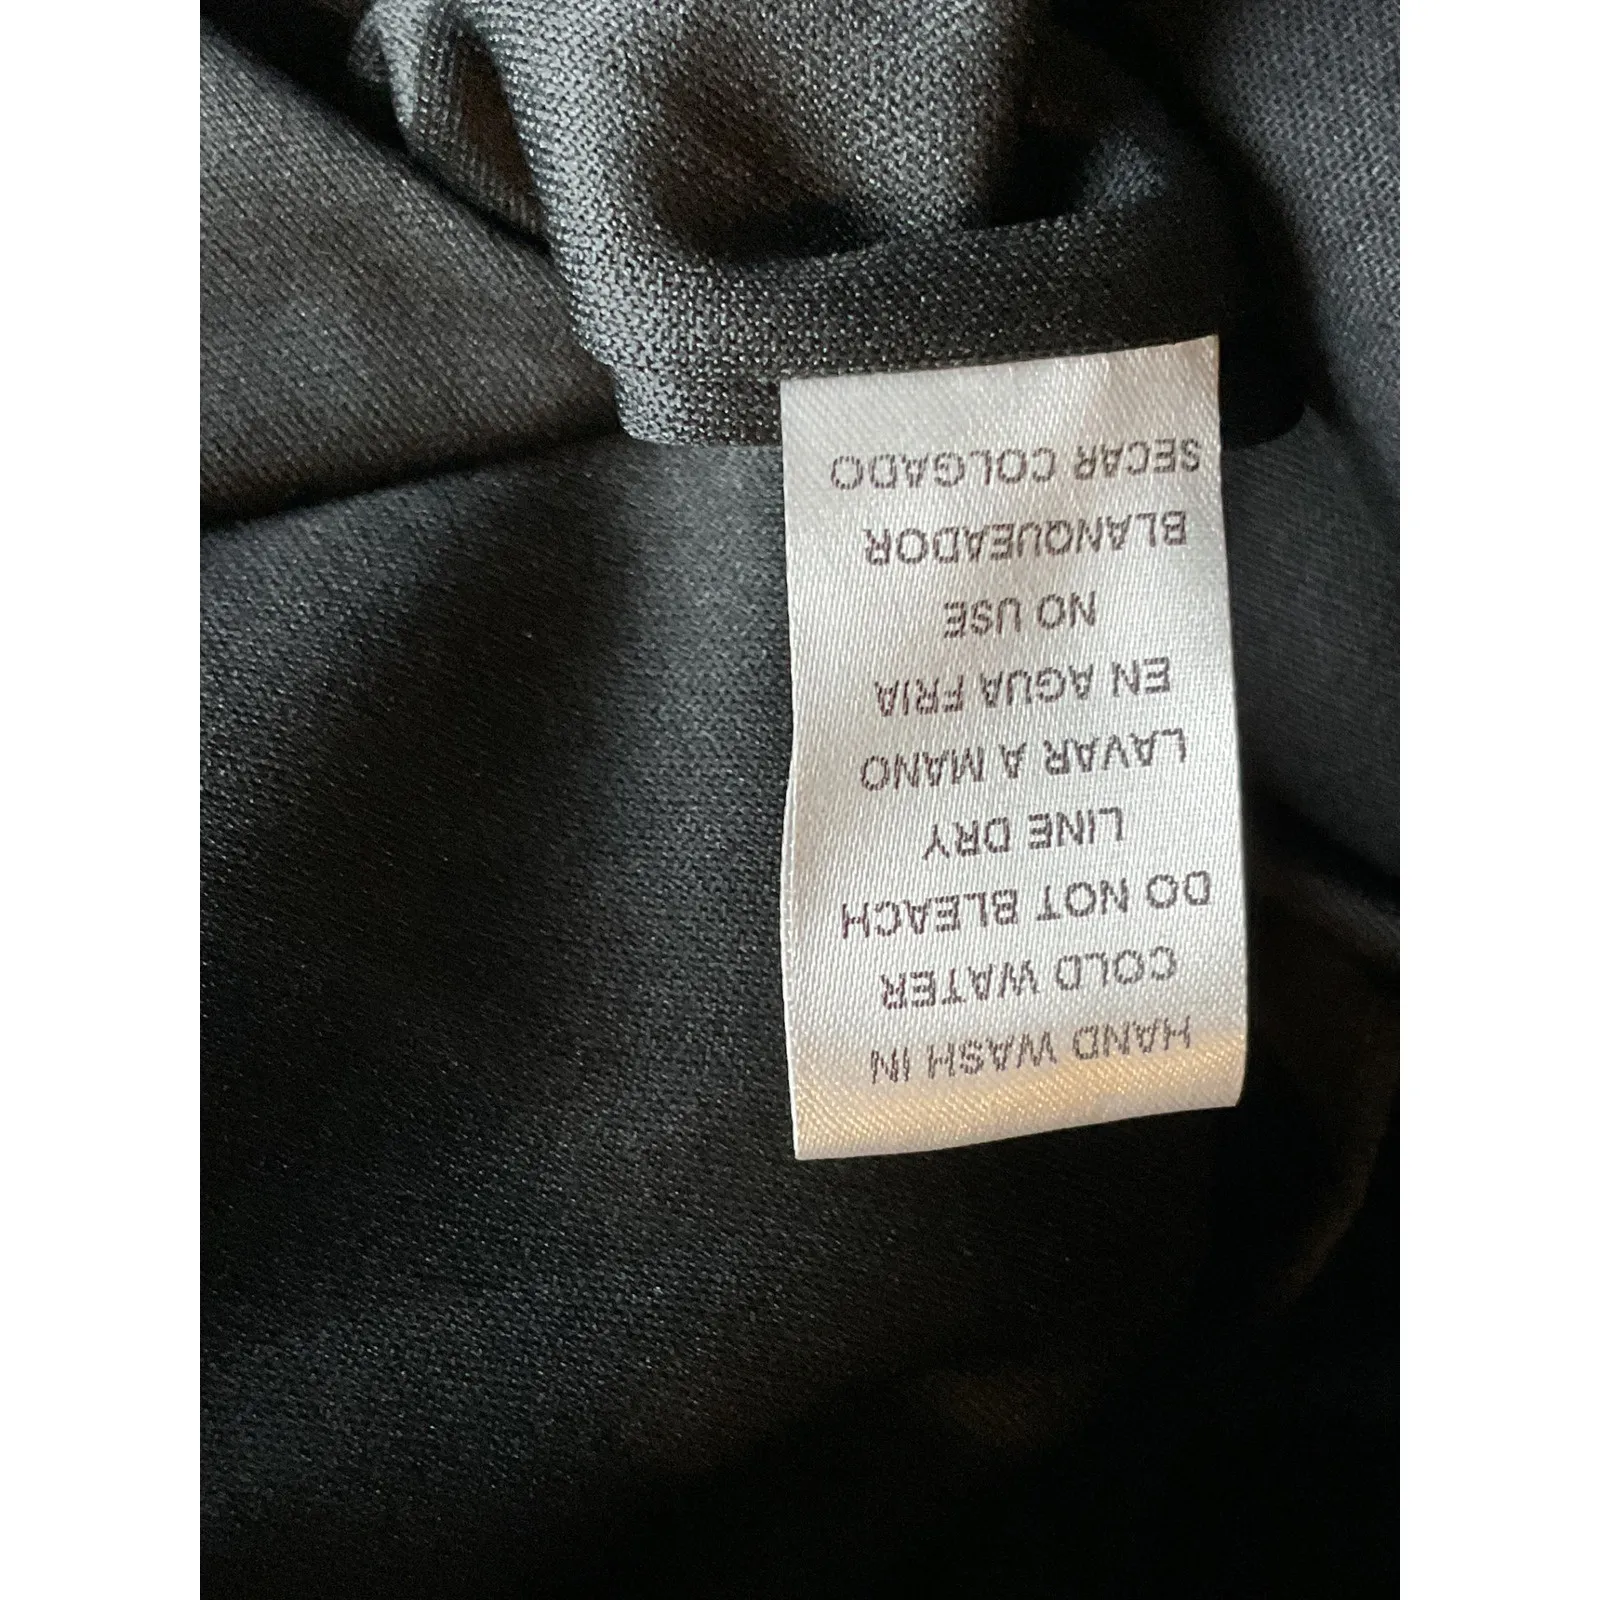 HAND WASH IN
COLD WATER
DO NOT BLEACH
LINE DRY
LAVAR A MANO
EN AGUA FRIA
NO USE
BLANQUEADOR
SECAR COLGADO